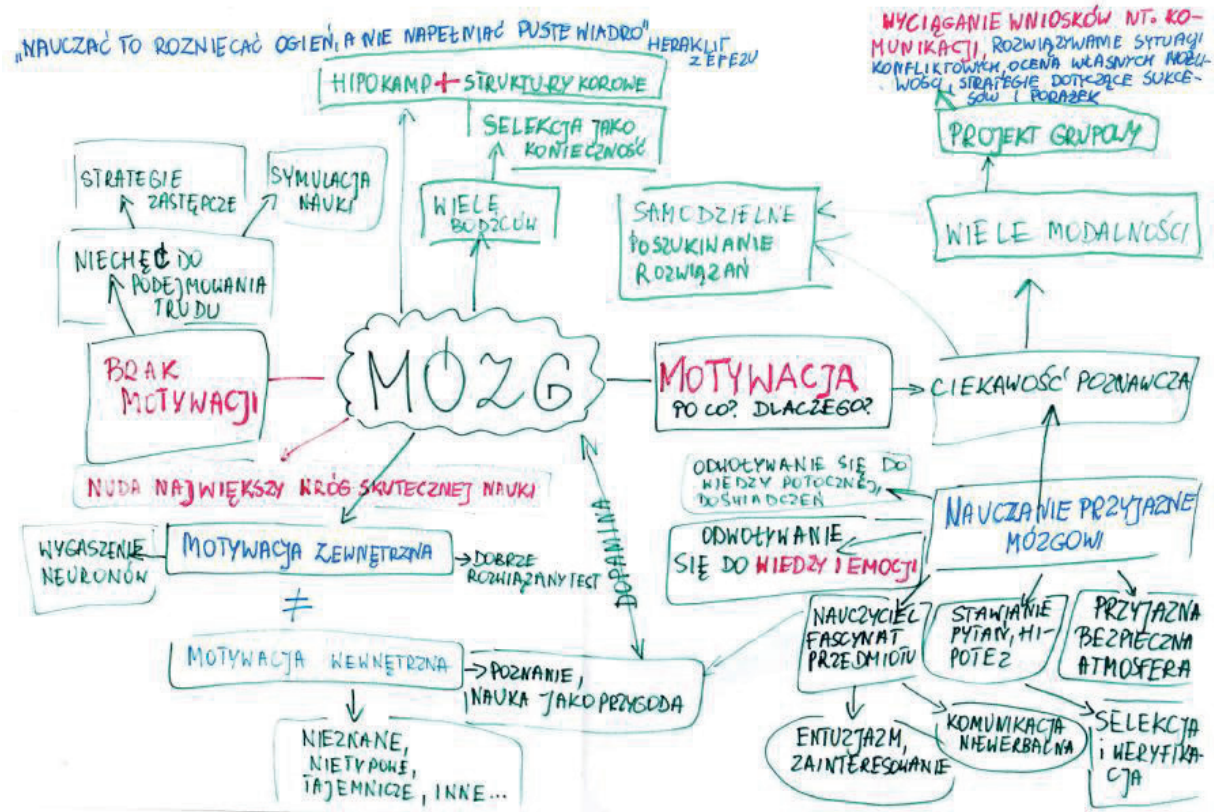 „NAUCZAĆ TO ROZNIECAĆ OGIEŃ, A NIE NAPEŁNIAĆ PUSTE WIADRO"
HERAKLIT
Z EFEZU
WYCIĄGANIE WNIOSKÓW NT. KO-
MUNIKACJI, ROZWIĄZYWANIE SYTUACJI
KONFLIKTOWYCH, OCENA WŁASNYCH MOŻLI-
WOŚCI, STRATEGIE DOTYCZĄCE SUKCE-
SÓW I PORAŻEK
HIPOKAMP + STRUKTURY KOROWE
SELEKCJA JAKO
KONIECZNOŚĆ
PROJEKT GRUPOWY
STRATEGIE
ZASTĘPCZE
SYMULACJA
NAUKI
WIELE
BODŹCÓW
SAMODZIELNE
POSZUKINANIE
ROZWIĄZAŃ
WIELE MODALNOŚCI
NIECHĘĆ DO
PODEJMOWANIA
TRUDU
BRAK
MOTYWACJI
MÓZG
MOTYWACJA
PO CO? DLACZEGO?
CIEKAWOŚĆ POZNAWCZA
NUDA NAJWIĘKSZY WRÓG SKUTECZNEJ NAUKI
ODWOŁYWANIE SIĘ DO
WIEDZY POTOCZNEJ,
DOŚWIADCZEŃ
NAUCZANIE PRZYJAZNE
MÓZGOWI
WYGASZENIE
NEURONÓW
MOTYWACJA ZEWNĘTRZNA
DOBRZE
ROZWIĄZANY TEST
DOPAMINA
ODWOŁYWANIE
SIĘ DO WIEDZY I EMOCJI
≠
NAUCZYCIEL
FASCYNAT
PRZEDMIOTU
STAWIANIE
PYTAŃ, HI-
POTEZ
PRZYJAZNA
BEZPIECZNA
ATMOSFERA
MOTYWACJA WEWNĘTRZNA
POZNANIE,
NAUKA JAKO PRZYGODA
NIEZNANE,
NIETYPOWE,
TAJEMNICZE, INNE...
ENTUZJAZM,
ZAINTERESOWANIE
KOMUNIKACJA
NIEWERBALNA
SELEKCJA
i WERYFIKA-
CJA